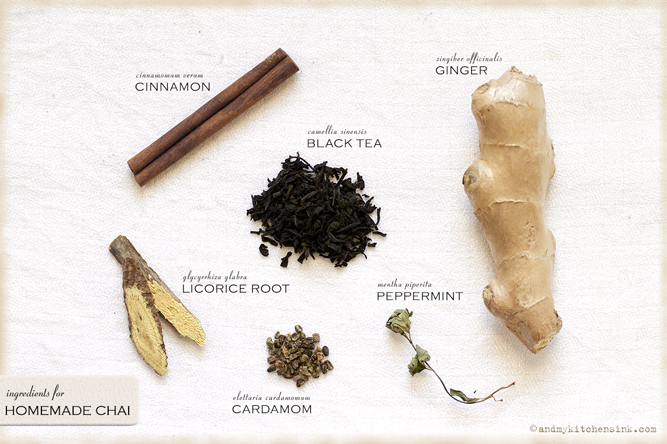 cinnamomum verum
CINNAMON
zingiber officinalis
GINGER
camellia sinensis
BLACK TEA
glycyrrhiza glabra
LICORICE ROOT
mentha piperita
PEPPERMINT
elettaria cardamomum
CARDAMOM
ingredients for
HOMEMADE CHAI
©andmykitchensink.com